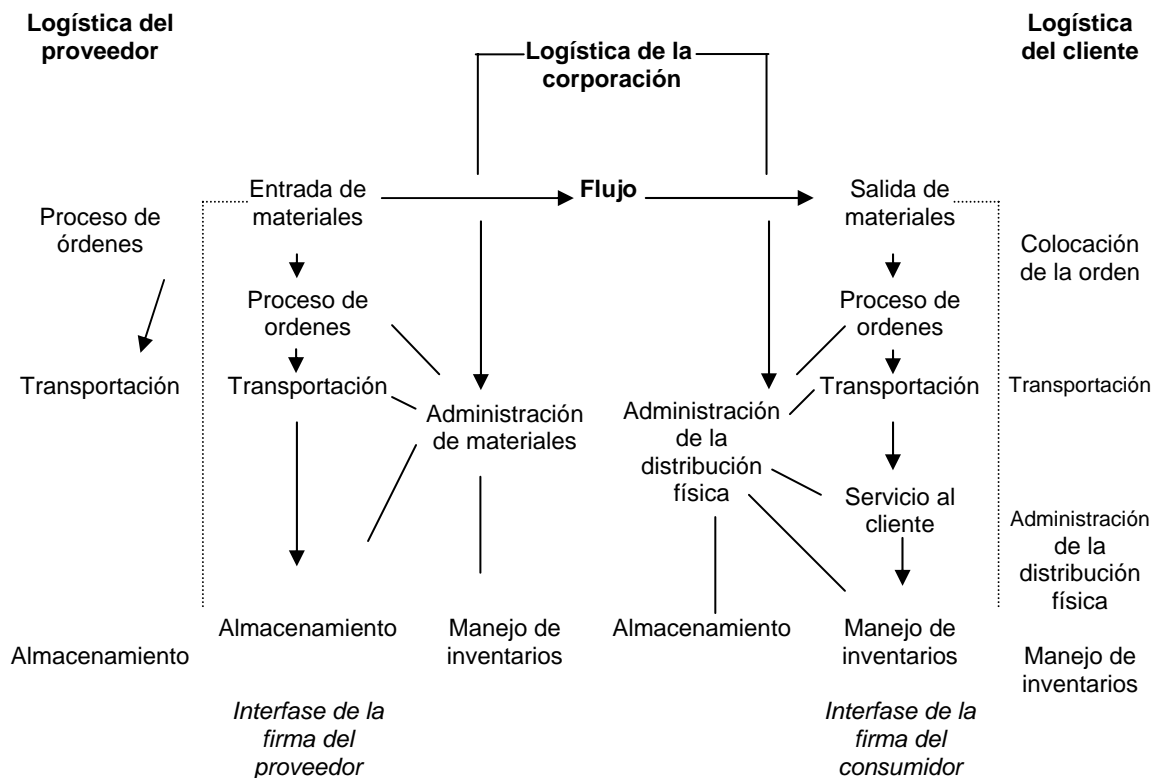 Logística del
proveedor
Logística de la
corporación
Logística
del cliente
Proceso de
órdenes
Transportación
Almacenamiento
Entrada de
materiales
Flujo
Salida de
materiales
Proceso de
ordenes
Transportación
Administración
de materiales
Almacenamiento
Manejo de
inventarios
Interfase de la
firma del
proveedor
Administración
de la
distribución
física
Almacenamiento
Proceso de
ordenes
Transportación
Servicio al
cliente
Manejo de
inventarios
Interfase de la
firma del
consumidor
Colocación
de la orden
Transportación
Administración
de la
distribución
física
Manejo de
inventarios